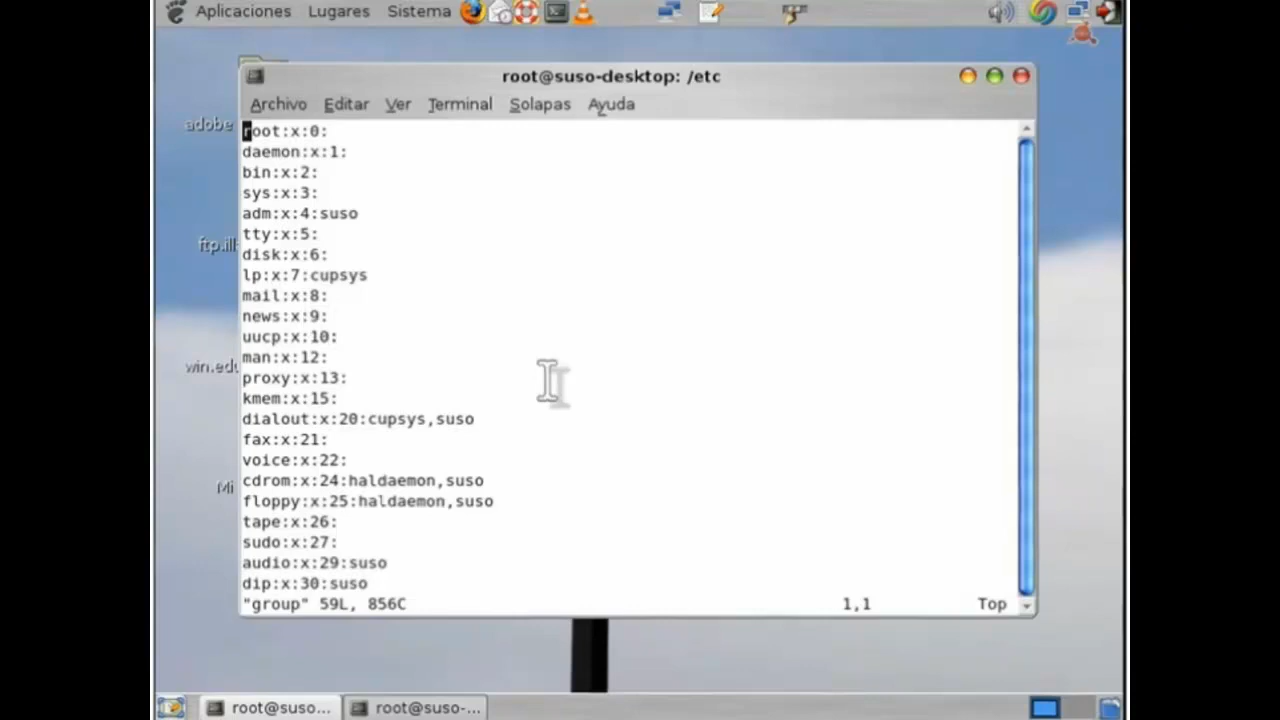 Aplicaciones Lugares Sistema
root@suso-desktop: /etc
Archivo Editar Ver Terminal Solapas Ayuda
adobe
ftp.ill
win.edu
Mi
root:x:0:
daemon:x:1:
bin:x:2:
sys:x:3:
adm:x:4:suso
tty:x:5:
disk:x:6:
lp:x:7:cupsys
mail:x:8:
news:x:9:
uucp:x:10:
man:x:12:
proxy:x:13:
kmem:x:15:
dialout:x:20:cupsys,suso
fax:x:21:
voice:x:22:
cdrom:x:24:haldaemon,suso
floppy:x:25:haldaemon,suso
tape:x:26:
sudo:x:27:
audio:x:29:suso
dip:x:30:suso
"group" 59L, 856C 1,1 Top
root@suso... root@suso-...